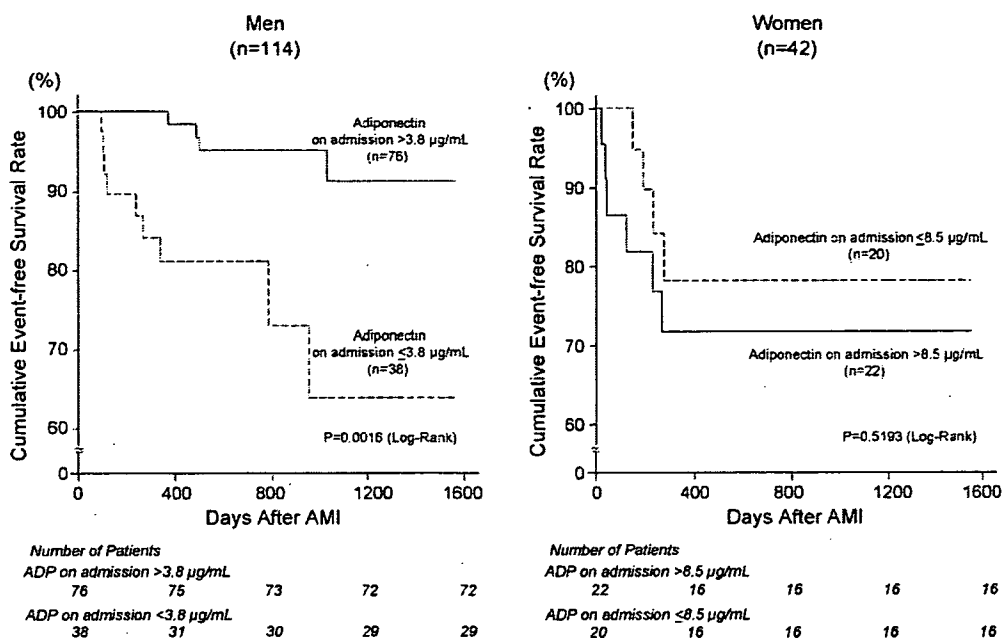 Men
(n=114)
(%)
100
90
80
70
60
0
Cumulative Event-free Survival Rate
Adiponectin
on admission >3.8 µg/mL
(n=76)
Adiponectin
on admission ≤3.8 µg/mL
(n=38)
P=0.0016 (Log-Rank)
0 400 800 1200 1600
Days After AMI
Number of Patients
ADP on admission >3.8 µg/mL
76 75 73 72 72
ADP on admission <3.8 µg/mL
38 31 30 29 29
Women
(n=42)
(%)
100
90
80
70
60
0
Cumulative Event-free Survival Rate
Adiponectin on admission ≤8.5 µg/mL
(n=20)
Adiponectin on admission >8.5 µg/mL
(n=22)
P=0.5193 (Log-Rank)
0 400 800 1200 1600
Days After AMI
Number of Patients
ADP on admission >8.5 µg/mL
22 16 16 16 16
ADP on admission ≤8.5 µg/mL
20 16 16 16 16